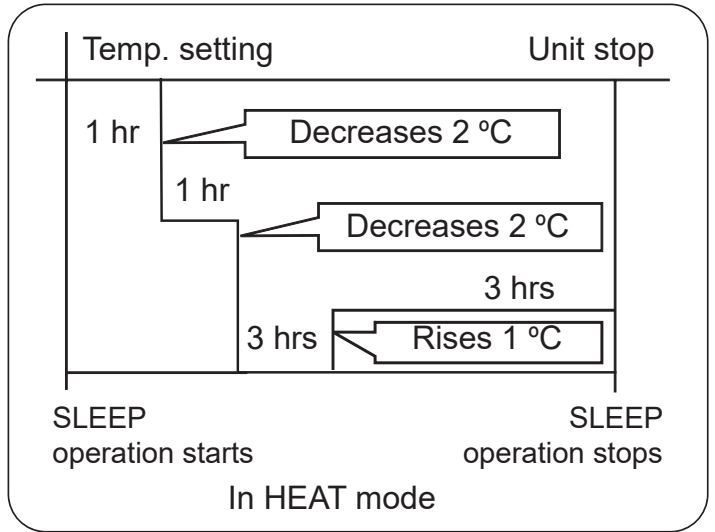 Temp. setting
Unit stop
1 hr
Decreases 2 ºC
1 hr
Decreases 2 ºC
3 hrs
3 hrs
Rises 1 ºC
SLEEP
operation starts
SLEEP
operation stops
In HEAT mode